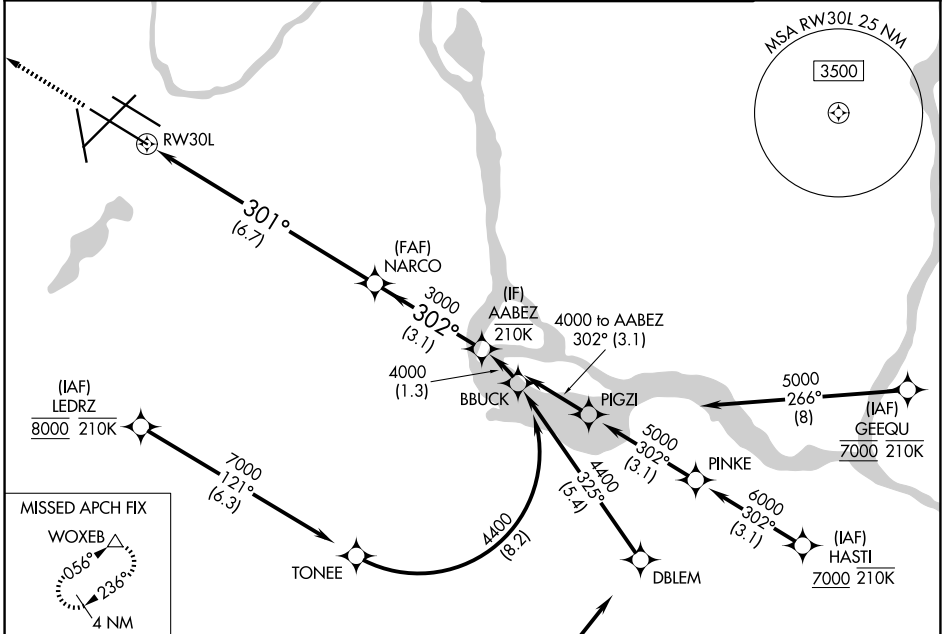 MSA RW30L 25 NM
3500
RW30L
301°
(6.7)
(FAF)
NARCO
3000
302°
(3.1)
(IF)
AABEZ
210K
4000 to AABEZ
302° (3.1)
4000
(1.3)
BBUCK
PIGZI
5000
266°
(8)
(IAF)
GEEQU
7000 210K
(IAF)
LEDRZ
8000 210K
7000
121°
(6.3)
TONEE
4400
(8.2)
4400
325°
(5.4)
DBLEM
5000
302°
(3.1)
PINKE
6000
302°
(3.1)
(IAF)
HASTI
7000 210K
MISSED APCH FIX
WOXEB
056°
236°
4 NM